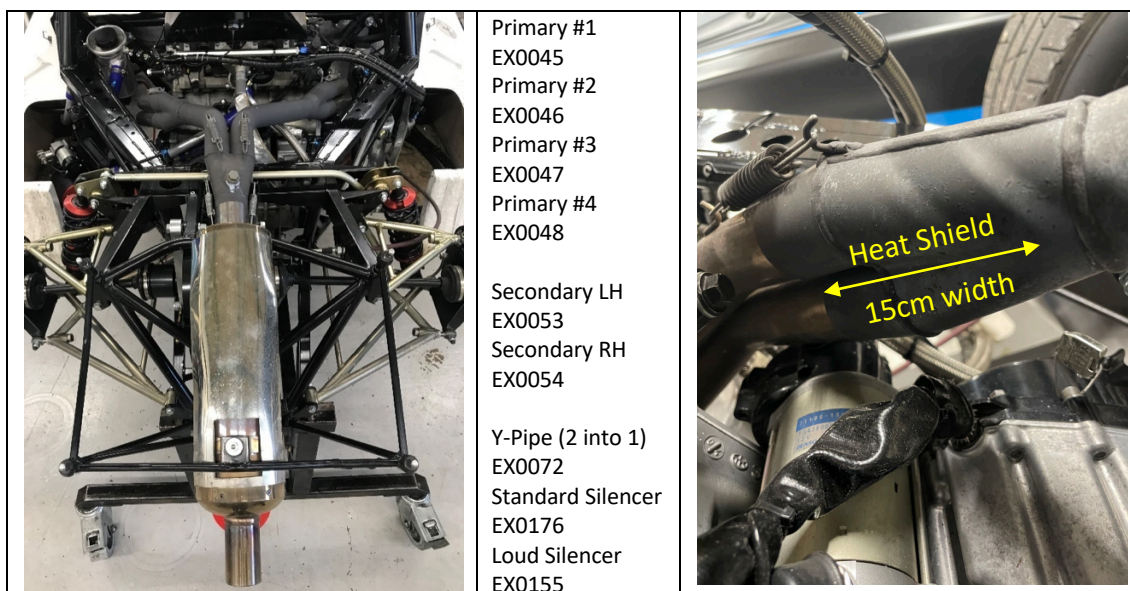 Primary #1
EX0045
Primary #2
EX0046
Primary #3
EX0047
Primary #4
EX0048
Secondary LH
EX0053
Secondary RH
EX0054
Y-Pipe (2 into 1)
EX0072
Standard Silencer
EX0176
Loud Silencer
EX0155
Heat Shield
15cm width